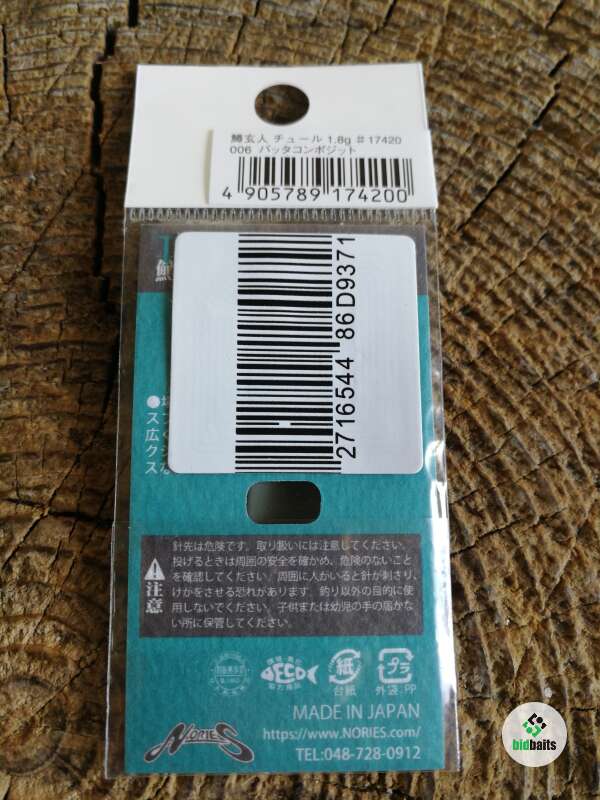 鱒玄人 チュール 1.8g #17420
006 バッタコンポジット
4 905789 174200
2716544 86D9371
ス広ク
注意
針先は危険です。取り扱いには注意してください。
投げるときは周囲の安全を確かめ、危険のないこと
を確認してください。周囲に人がいると針が刺さり、
けがをさせる恐れがあります。釣り以外の目的に使
用しないでください。子供または幼児の手の届かな
い所に保管してください。
ECO
紙
台紙
プラ
外袋:PP
MADE IN JAPAN
NORIES
https://www.NORIES.com/
TEL:048-728-0912
bidbaits